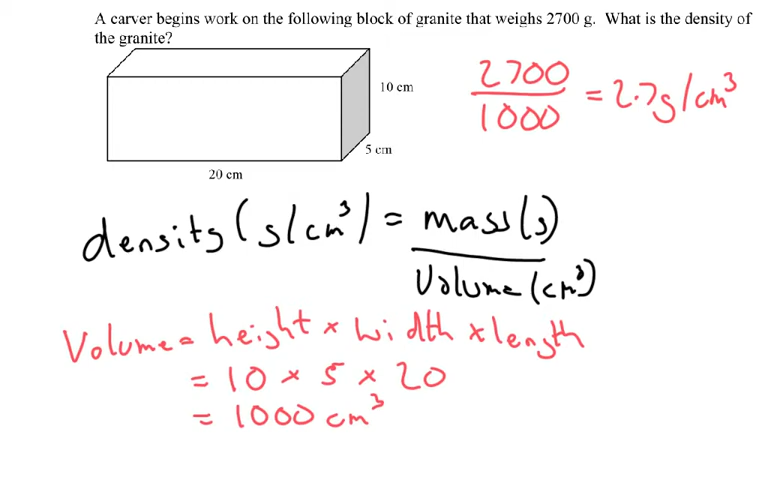 A carver begins work on the following block of granite that weighs 2700 g.  What is the density of
the granite?
10 cm
5 cm
20 cm
2700
1000
= 2.7g/cm³
density (g/cm³) = mass(g)
Volume (cm³)
Volume = height × width × length
= 10 × 5 × 20
= 1000 cm³